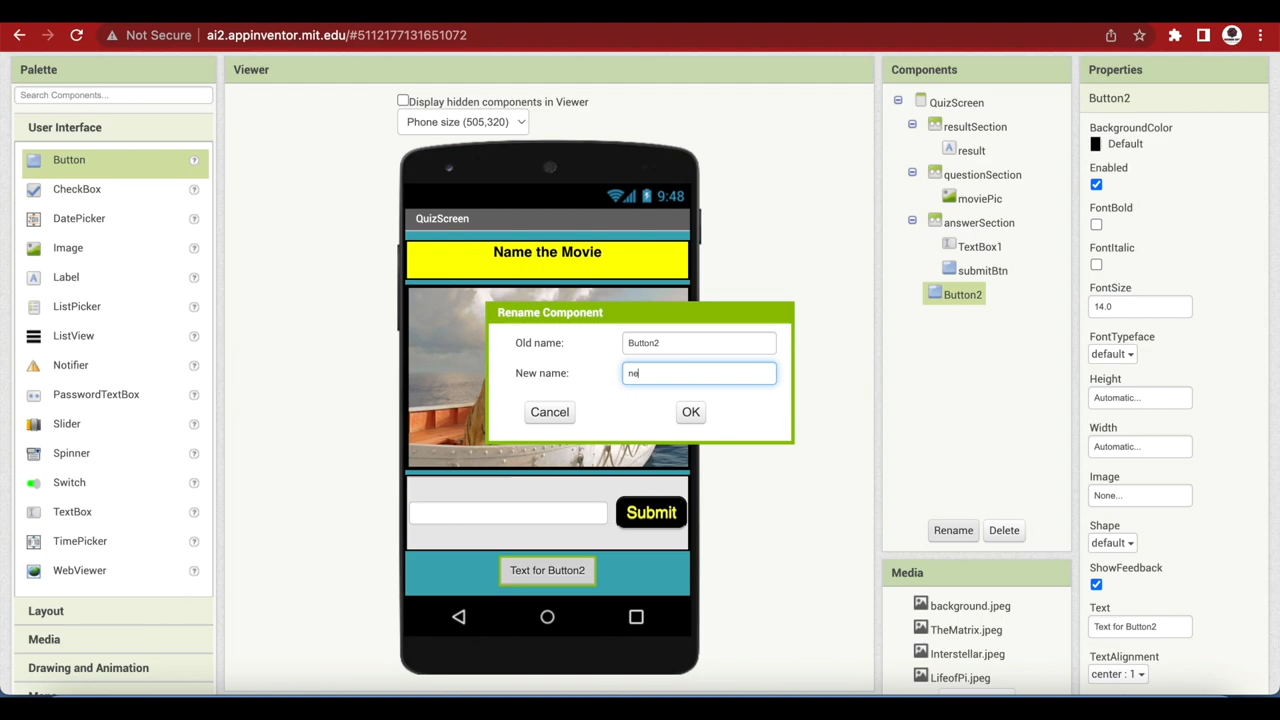 Not Secure
ai2.appinventor.mit.edu/#5112177131651072
Palette
Search Components...
User Interface
Button
CheckBox
DatePicker
Image
Label
ListPicker
ListView
Notifier
PasswordTextBox
Slider
Spinner
Switch
TextBox
TimePicker
WebViewer
Layout
Media
Drawing and Animation
Viewer
Display hidden components in Viewer
Phone size (505,320)
9:48
QuizScreen
Name the Movie
Rename Component
Old name:
Button2
New name:
ne
Cancel
OK
Submit
Text for Button2
Components
QuizScreen
resultSection
result
questionSection
moviePic
answerSection
TextBox1
submitBtn
Button2
Rename
Delete
Media
background.jpeg
TheMatrix.jpeg
Interstellar.jpeg
LifeofPi.jpeg
Properties
Button2
BackgroundColor
Default
Enabled
FontBold
FontItalic
FontSize
14.0
FontTypeface
default
Height
Automatic...
Width
Automatic...
Image
None...
Shape
default
ShowFeedback
Text
Text for Button2
TextAlignment
center : 1